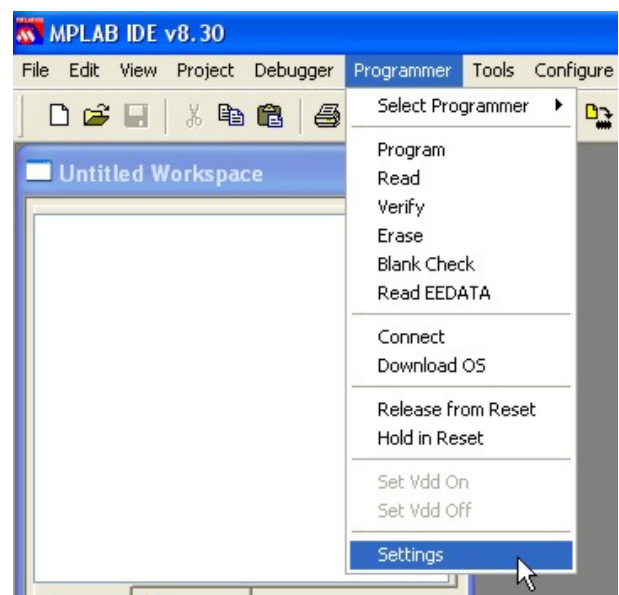 MPLAB IDE v8.30
File Edit View Project Debugger Programmer Tools Configure
Select Programmer
Untitled Workspace
Program
Read
Verify
Erase
Blank Check
Read EEDATA
Connect
Download OS
Release from Reset
Hold in Reset
Set Vdd On
Set Vdd Off
Settings